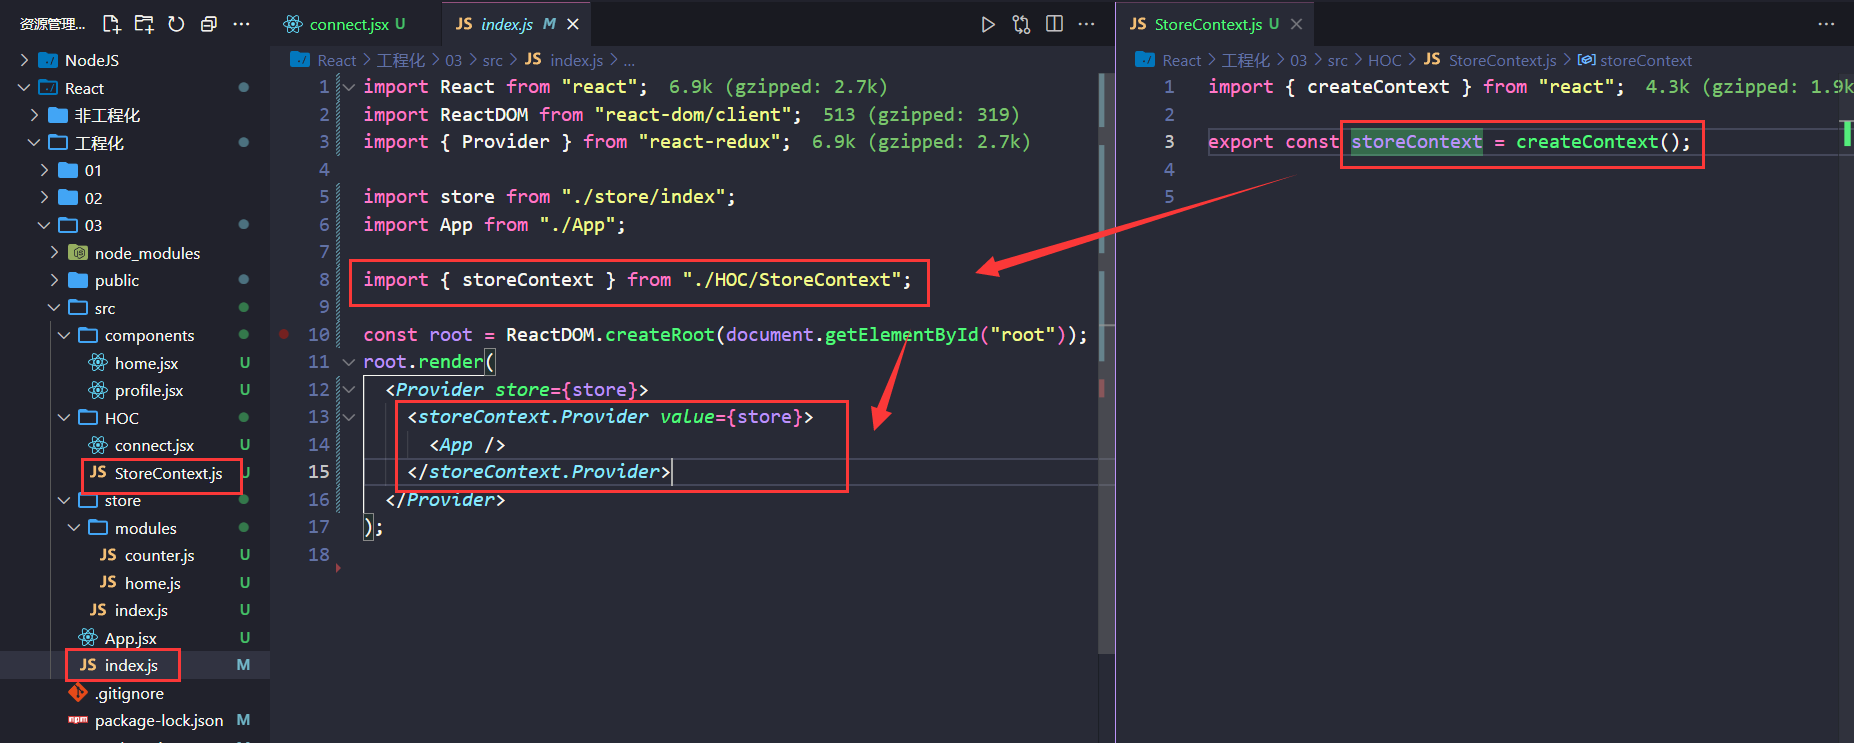 资源管理...
NodeJS
React
非工程化
工程化
01
02
03
node_modules
public
src
components
home.jsx U
profile.jsx U
HOC
connect.jsx U
StoreContext.js U
store
modules
counter.js U
home.js U
index.js U
App.jsx U
index.js M
.gitignore
npm package-lock.json M
connect.jsx U
JS index.js M
React > 工程化 > 03 > src > JS index.js > ...
1 import React from "react"; 6.9k (gzipped: 2.7k)
2 import ReactDOM from "react-dom/client"; 513 (gzipped: 319)
3 import { Provider } from "react-redux"; 6.9k (gzipped: 2.7k)
4
5 import store from "./store/index";
6 import App from "./App";
7
8 import { storeContext } from "./HOC/StoreContext";
9
10 const root = ReactDOM.createRoot(document.getElementById("root"));
11 root.render(
12 <Provider store={store}>
13 <storeContext.Provider value={store}>
14 <App />
15 </storeContext.Provider>
16 </Provider>
17 );
18
JS StoreContext.js U
React > 工程化 > 03 > src > HOC > JS StoreContext.js > storeContext
1 import { createContext } from "react"; 4.3k (gzipped: 1.9k
2
3 export const storeContext = createContext();
4
5